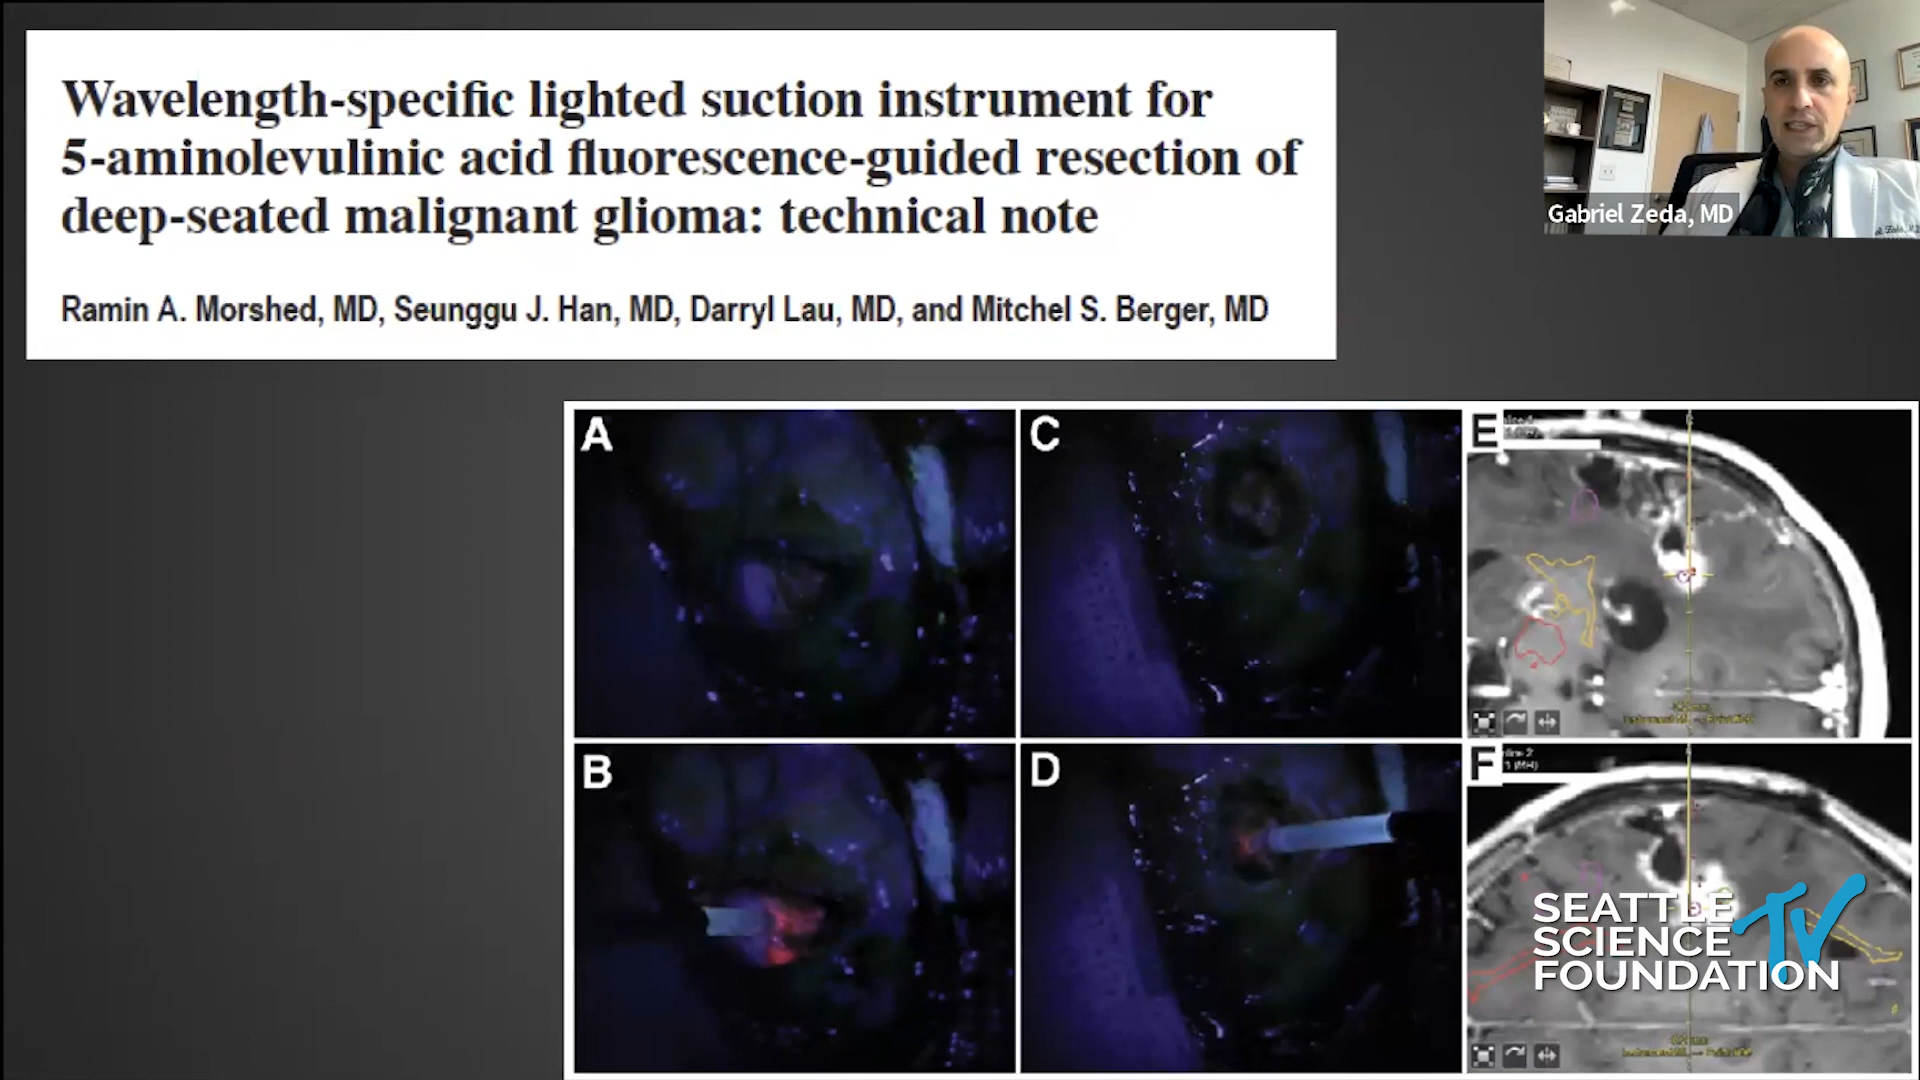 Wavelength-specific lighted suction instrument for
5-aminolevulinic acid fluorescence-guided resection of
deep-seated malignant glioma: technical note
Ramin A. Morshed, MD, Seunggu J. Han, MD, Darryl Lau, MD, and Mitchel S. Berger, MD
Gabriel Zeda, MD
A
C
E
B
D
F
SEATTLE
SCIENCE
FOUNDATION
TV